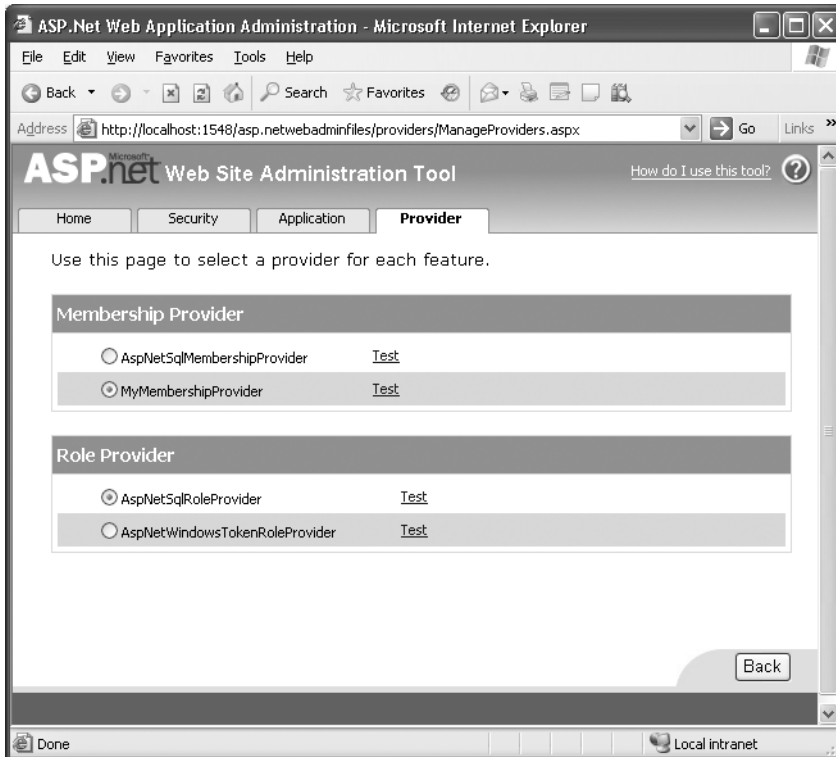 ASP.Net Web Application Administration - Microsoft Internet Explorer
File Edit View Favorites Tools Help
Back Search Favorites
Address http://localhost:1548/asp.netwebadminfiles/providers/ManageProviders.aspx Go Links »
Microsoft
ASP.net Web Site Administration Tool How do I use this tool? ?
Home Security Application Provider
Use this page to select a provider for each feature.
Membership Provider
AspNetSqlMembershipProvider Test
MyMembershipProvider Test
Role Provider
AspNetSqlRoleProvider Test
AspNetWindowsTokenRoleProvider Test
Back
Done Local intranet